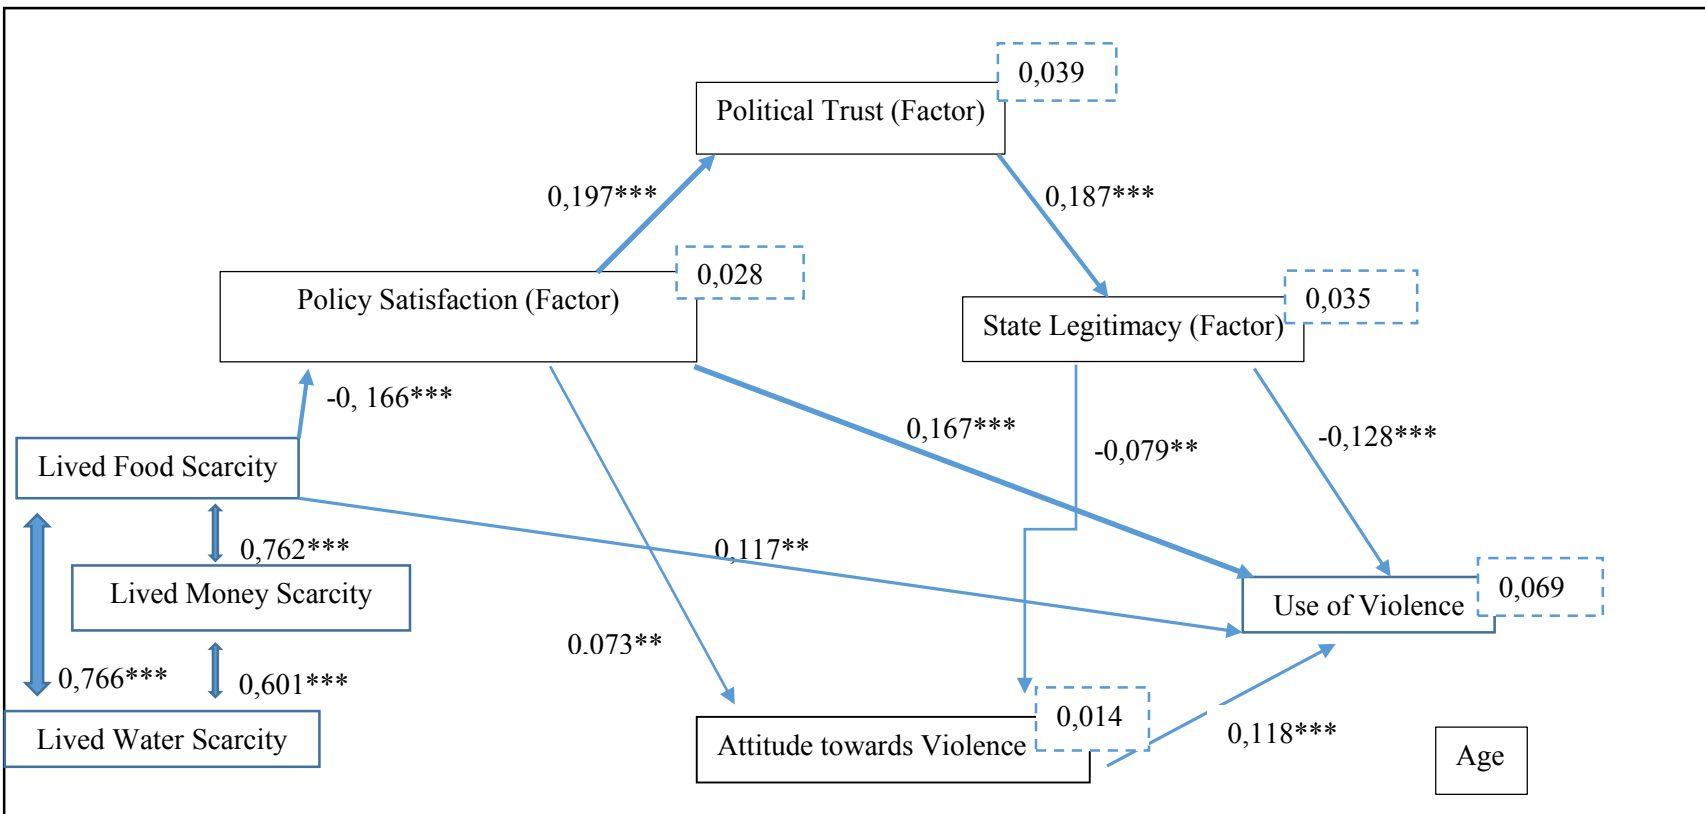 0,039
Political Trust (Factor)
0,197***
0,187***
0,028
Policy Satisfaction (Factor)
0,035
State Legitimacy (Factor)
-0, 166***
0,167***
-0,079**
-0,128***
Lived Food Scarcity
0,762***
0,117**
Lived Money Scarcity
0,069
Use of Violence
0,073**
0,766***
0,601***
0,014
Lived Water Scarcity
Attitude towards Violence
0,118***
Age